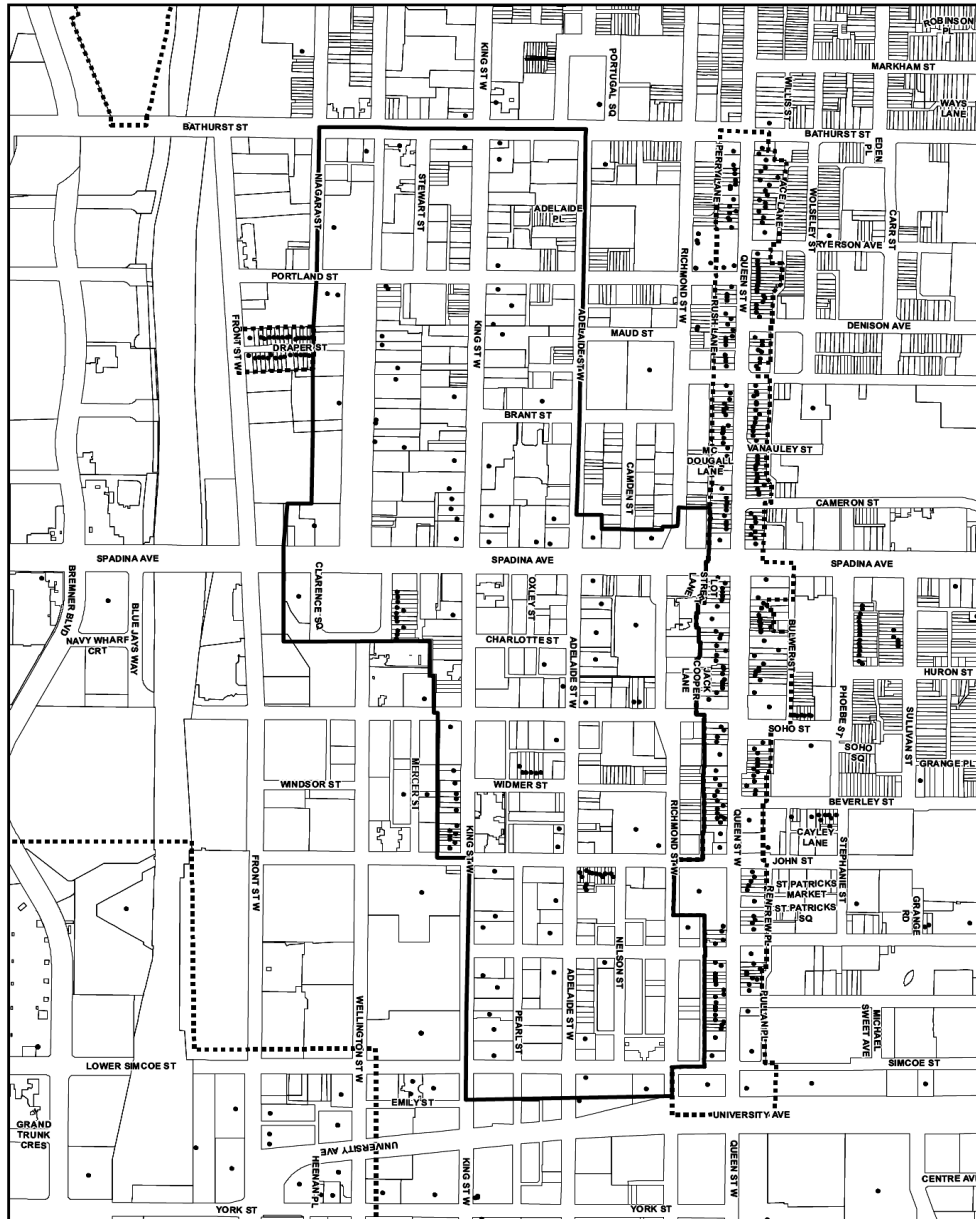 ROBINSON
PL
KING ST W
PORTUGAL SQ
MARKHAM ST
WILLIS ST
WAYS
LANE
BATHURST ST
BATHURST ST
EDEN
PL
PERRY LANE
NIAGARA ST
STEWART ST
WOLSELEY ST
CARR ST
ADELAIDE
PL
RYERSON AVE
RICHMOND ST W
QUEEN ST W
PORTLAND ST
FRONT ST W
KING ST W
ADELAIDE ST W
RUSH LANE
DENISON AVE
MAUD ST
DRAPER ST
BRANT ST
MC
DOUGALL
LANE
VANAULEY ST
CAMDEN ST
CAMERON ST
SPADINA AVE
SPADINA AVE
SPADINA AVE
BREMNER BLVD
BLUE JAYS WAY
CLARENCE SQ
OXLEY ST
LOT
STREET
LANE
BULWER ST
NAVY WHARF
CRT
CHARLOTTE ST
ADELAIDE ST W
JACK
COOPER
LANE
HURON ST
PHOEBE ST
SULLIVAN ST
SOHO ST
SOHO
SQ
GRANGE PL
WINDSOR ST
MERCER ST
WIDMER ST
BEVERLEY ST
KING ST W
RICHMOND ST W
QUEEN ST W
CAYLEY
LANE
JOHN ST
STEPHANIE ST
FRONT ST W
ST PATRICKS
MARKET
ST PATRICKS
SQ
RENFREW PL
GRANGE
RD
NELSON ST
ADELAIDE ST W
PEARL ST
WELLINGTON ST W
PULLAN PL
MICHAEL
SWEET AVE
LOWER SIMCOE ST
SIMCOE ST
EMILY ST
UNIVERSITY AVE
GRAND
TRUNK
CRES
UNIVERSITY AVE
HEENAN PL
KING ST W
QUEEN ST W
CENTRE AV
YORK ST
YORK ST